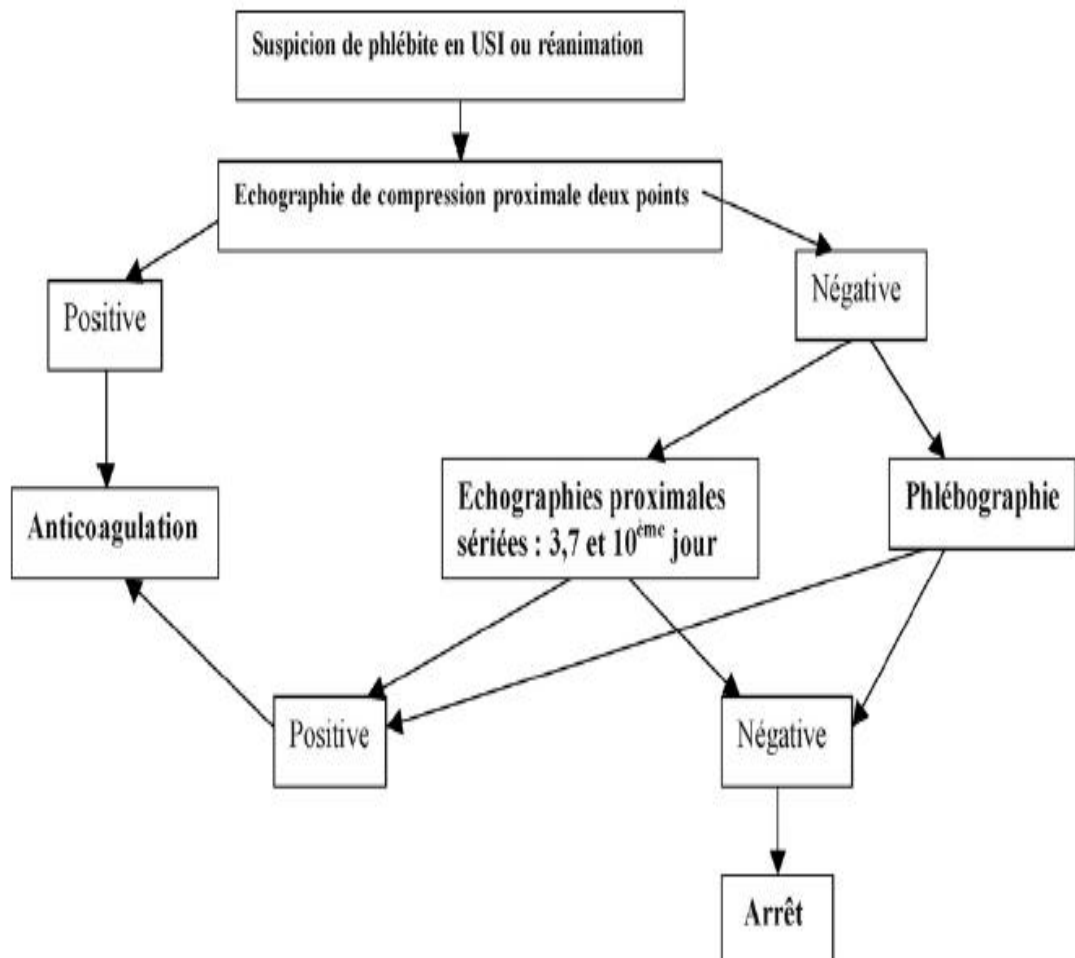 Suspicion de phlébite en USI ou réanimation
Echographie de compression proximale deux points
Positive
Négative
Anticoagulation
Echographies proximales
sériées : 3,7 et 10ème jour
Phlébographie
Positive
Négative
Arrêt